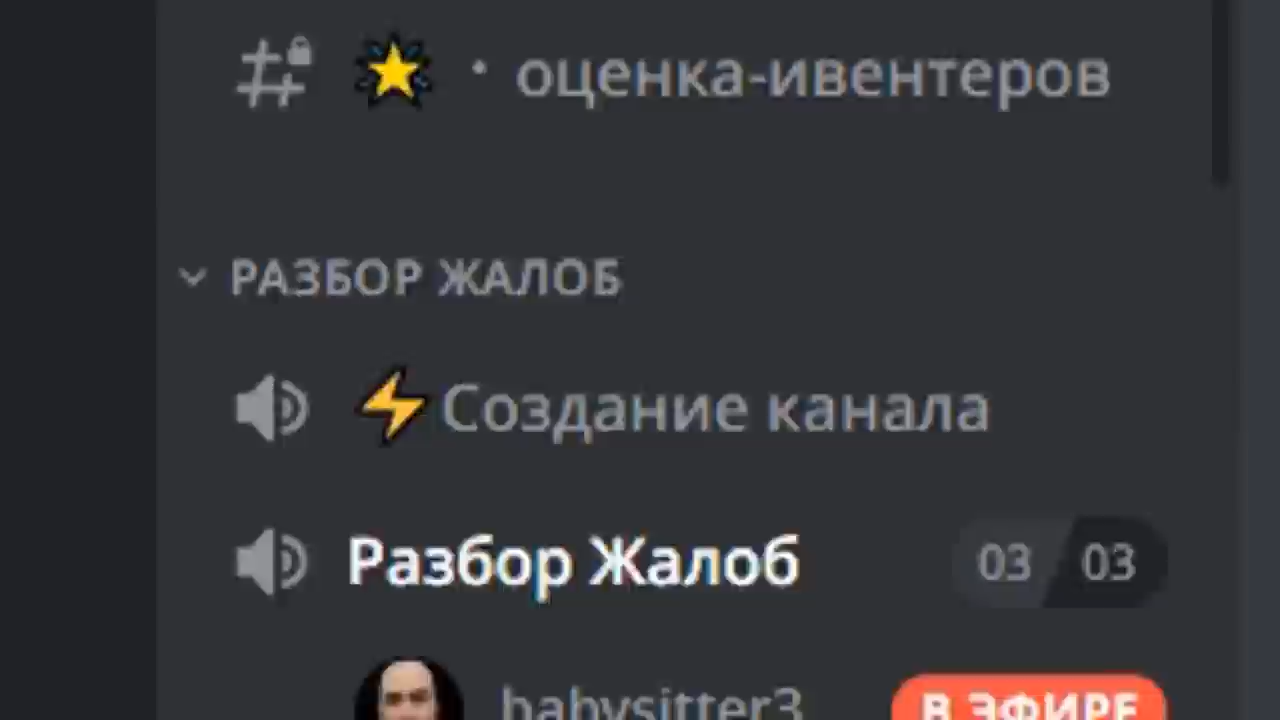 • оценка-ивентеров
РАЗБОР ЖАЛОБ
Создание канала
Разбор Жалоб 03 03
babysitter3 В ЭФИРЕ